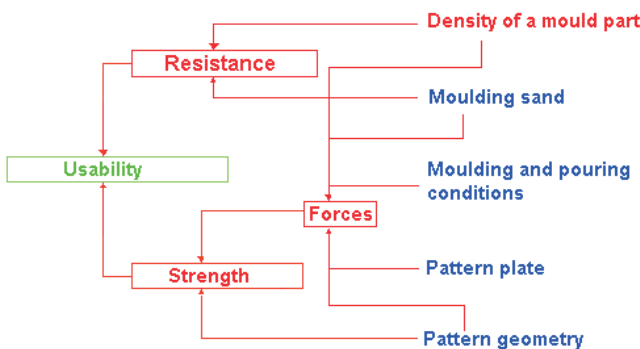 Density of a mould part
Resistance
Moulding sand
Usability
Moulding and pouring
conditions
Forces
Strength
Pattern plate
Pattern geometry